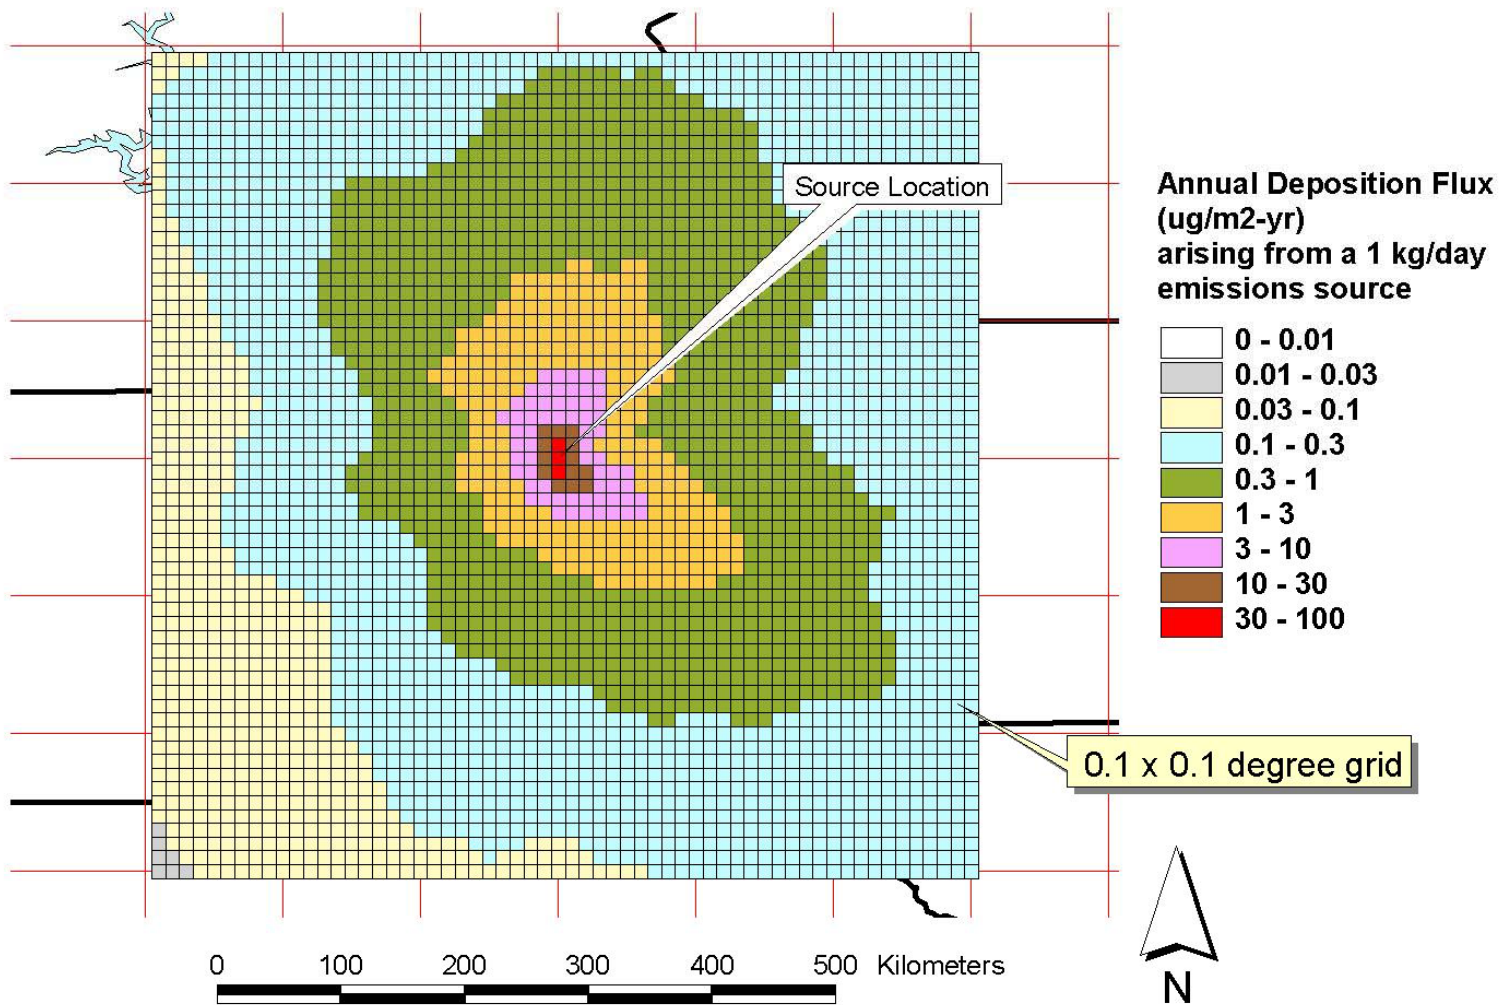 Source Location
Annual Deposition Flux
(ug/m2-yr)
arising from a 1 kg/day
emissions source
0 - 0.01
0.01 - 0.03
0.03 - 0.1
0.1 - 0.3
0.3 - 1
1 - 3
3 - 10
10 - 30
30 - 100
0.1 x 0.1 degree grid
0 100 200 300 400 500 Kilometers
N